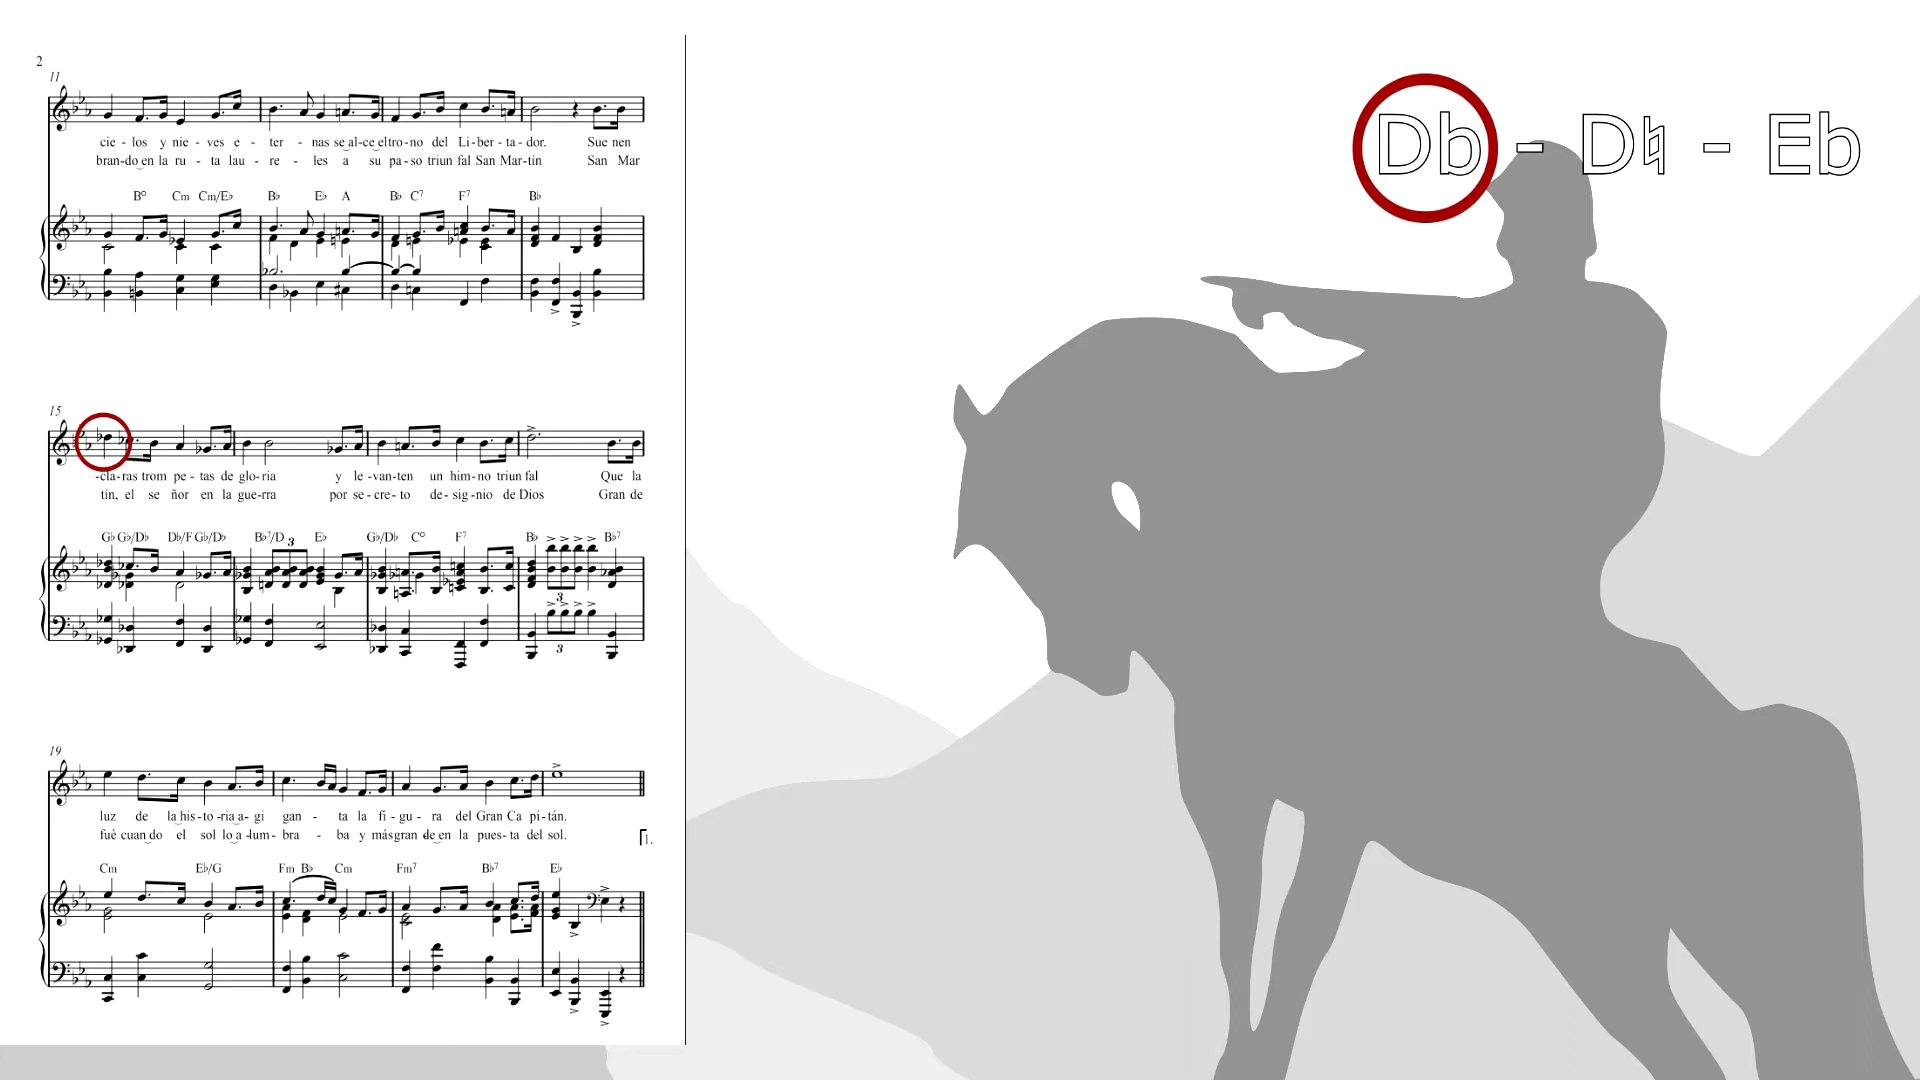 2
11
cie - los y nie - ves e - ter - nas se al-ce el tro - no del Li - ber - ta - dor. Sue nen
bran - do en la ru - ta lau - re - les a su pa - so triun fal San Mar - tín San Mar
B° Cm Cm/E♭ B♭ E♭ A B♭ C7 F7 B♭
15
-cla - ras trom pe - tas de glo - ria y le - van - ten un him - no triun fal Que la
tín, el se ñor en la gue - rra por se - cre - to de - sig - nio de Dios Gran de
G♭ G♭/D♭ D♭/F G♭/D♭ B♭7/D 3 E♭ G♭/D♭ C° F7 B♭ B♭7
3
3
19
luz de la his - to - ria a - gi gan - ta la fi - gu - ra del Gran Ca pi - tán.
fuè cuan do el sol lo a - lum - bra - ba y más gran - de en la pues - ta del sol.
1.
Cm E♭/G Fm B♭ Cm Fm7 B♭7 E♭
Db - D♮ - Eb